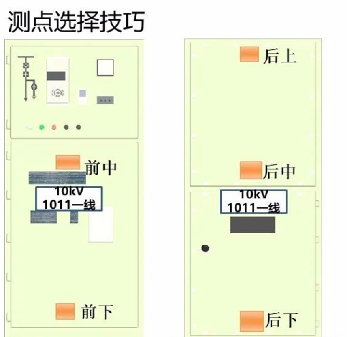 测点选择技巧
后上
前中
后中
10kV
1011一线
10kV
1011一线
前下
后下